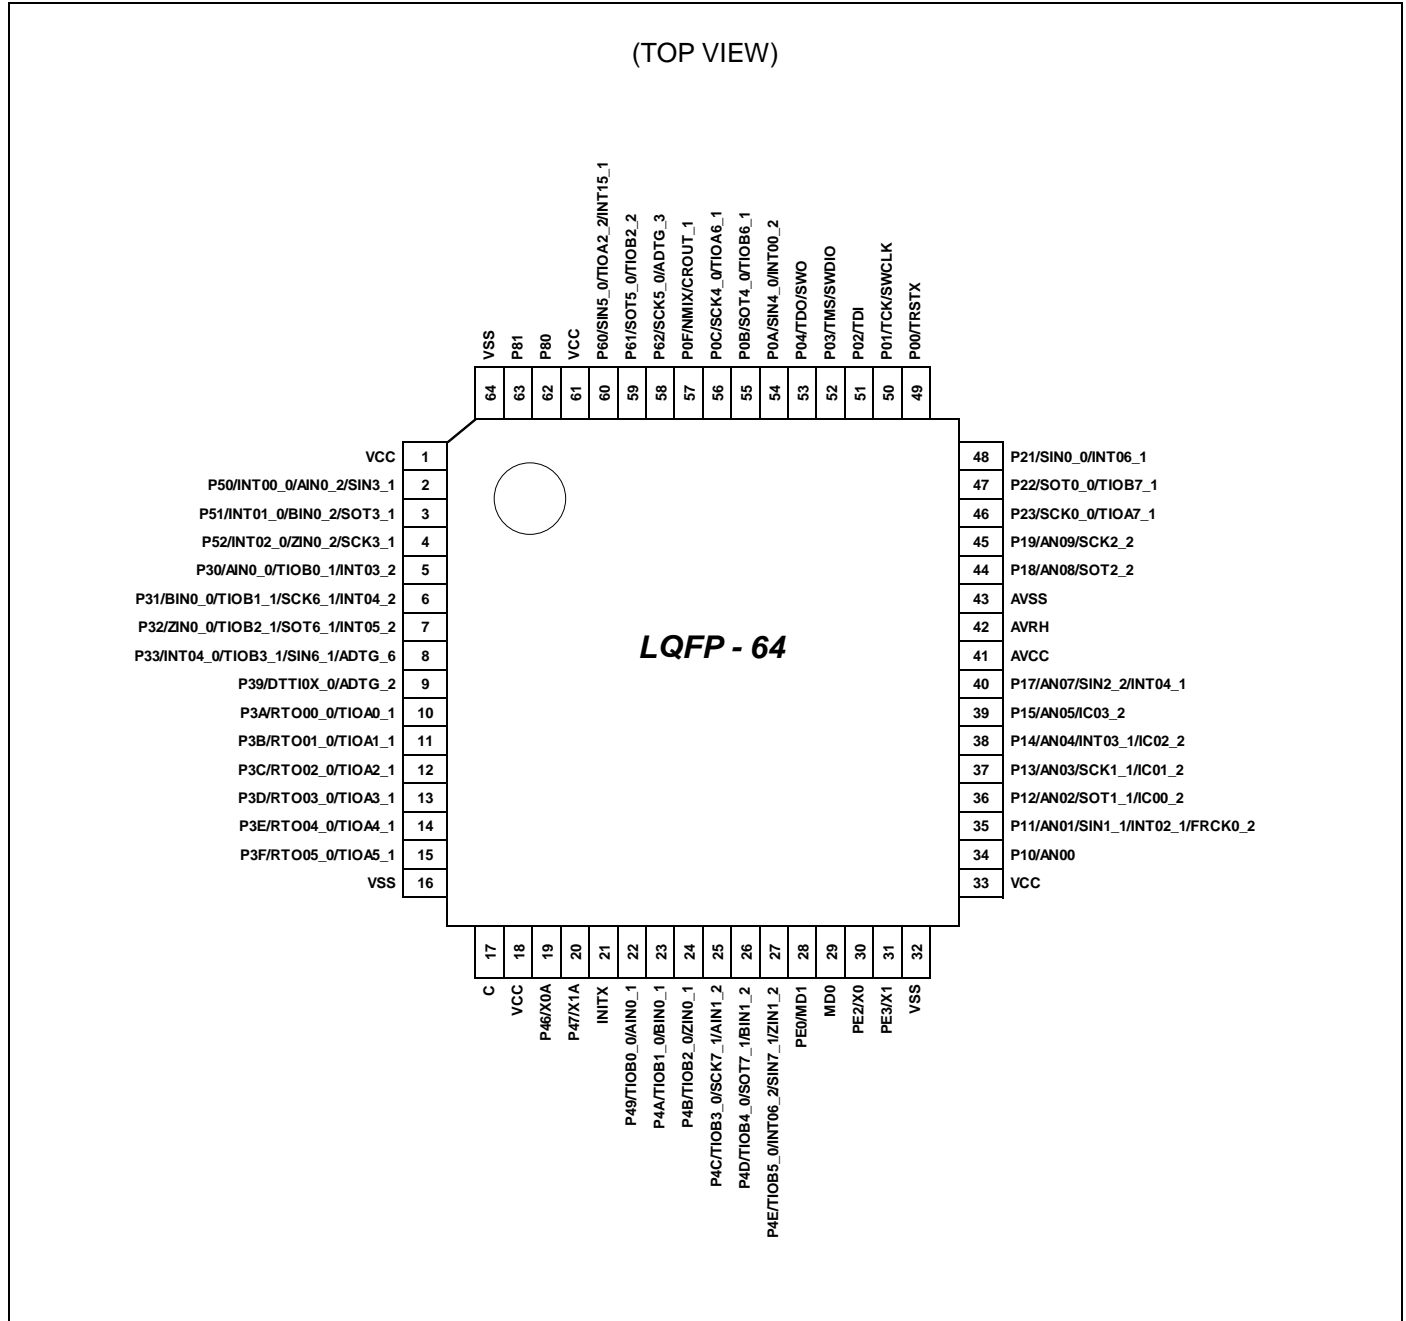 (TOP VIEW)
VSS
P81
P80
VCC
P60/SIN5_0/TIOA2_2/INT15_1
P61/SOT5_0/TIOB2_2
P62/SCK5_0/ADTG_3
P0F/NMIX/CROUT_1
P0C/SCK4_0/TIOA6_1
P0B/SOT4_0/TIOB6_1
P0A/SIN4_0/INT00_2
P04/TDO/SWO
P03/TMS/SWDIO
P02/TDI
P01/TCK/SWCLK
P00/TRSTX
64
63
62
61
60
59
58
57
56
55
54
53
52
51
50
49
VCC 1
P50/INT00_0/AIN0_2/SIN3_1 2
P51/INT01_0/BIN0_2/SOT3_1 3
P52/INT02_0/ZIN0_2/SCK3_1 4
P30/AIN0_0/TIOB0_1/INT03_2 5
P31/BIN0_0/TIOB1_1/SCK6_1/INT04_2 6
P32/ZIN0_0/TIOB2_1/SOT6_1/INT05_2 7
P33/INT04_0/TIOB3_1/SIN6_1/ADTG_6 8
P39/DTTI0X_0/ADTG_2 9
P3A/RTO00_0/TIOA0_1 10
P3B/RTO01_0/TIOA1_1 11
P3C/RTO02_0/TIOA2_1 12
P3D/RTO03_0/TIOA3_1 13
P3E/RTO04_0/TIOA4_1 14
P3F/RTO05_0/TIOA5_1 15
VSS 16
LQFP - 64
48 P21/SIN0_0/INT06_1
47 P22/SOT0_0/TIOB7_1
46 P23/SCK0_0/TIOA7_1
45 P19/AN09/SCK2_2
44 P18/AN08/SOT2_2
43 AVSS
42 AVRH
41 AVCC
40 P17/AN07/SIN2_2/INT04_1
39 P15/AN05/IC03_2
38 P14/AN04/INT03_1/IC02_2
37 P13/AN03/SCK1_1/IC01_2
36 P12/AN02/SOT1_1/IC00_2
35 P11/AN01/SIN1_1/INT02_1/FRCK0_2
34 P10/AN00
33 VCC
17
18
19
20
21
22
23
24
25
26
27
28
29
30
31
32
C
VCC
P46/X0A
P47/X1A
INITX
P49/TIOB0_0/AIN0_1
P4A/TIOB1_0/BIN0_1
P4B/TIOB2_0/ZIN0_1
P4C/TIOB3_0/SCK7_1/AIN1_2
P4D/TIOB4_0/SOT7_1/BIN1_2
P4E/TIOB5_0/INT06_2/SIN7_1/ZIN1_2
PE0/MD1
MD0
PE2/X0
PE3/X1
VSS